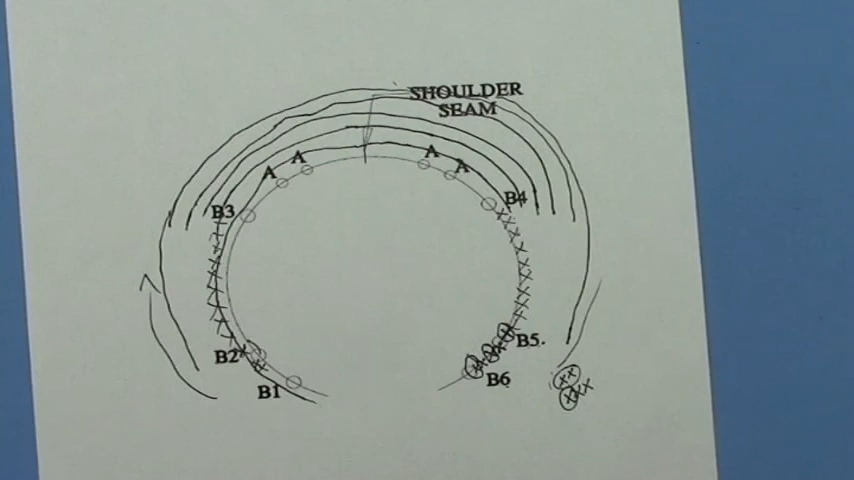 SHOULDER
SEAM
A A A A
B3 B4
B2 B5.
B1 B6